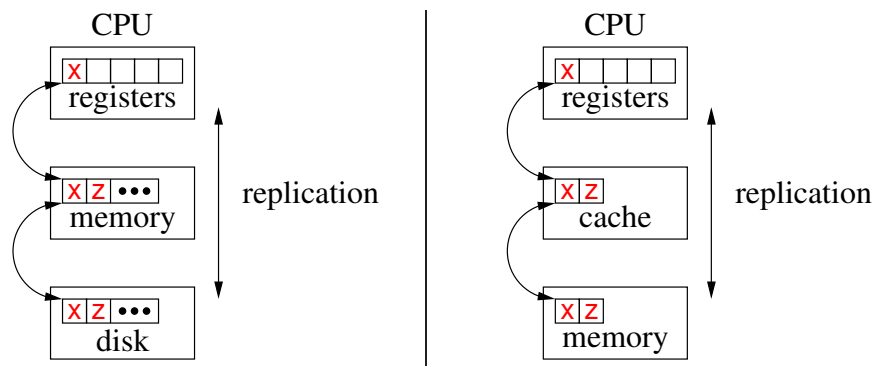 CPU
x
registers
x z •••
memory
x z •••
disk
replication
CPU
x
registers
x z
cache
x z
memory
replication